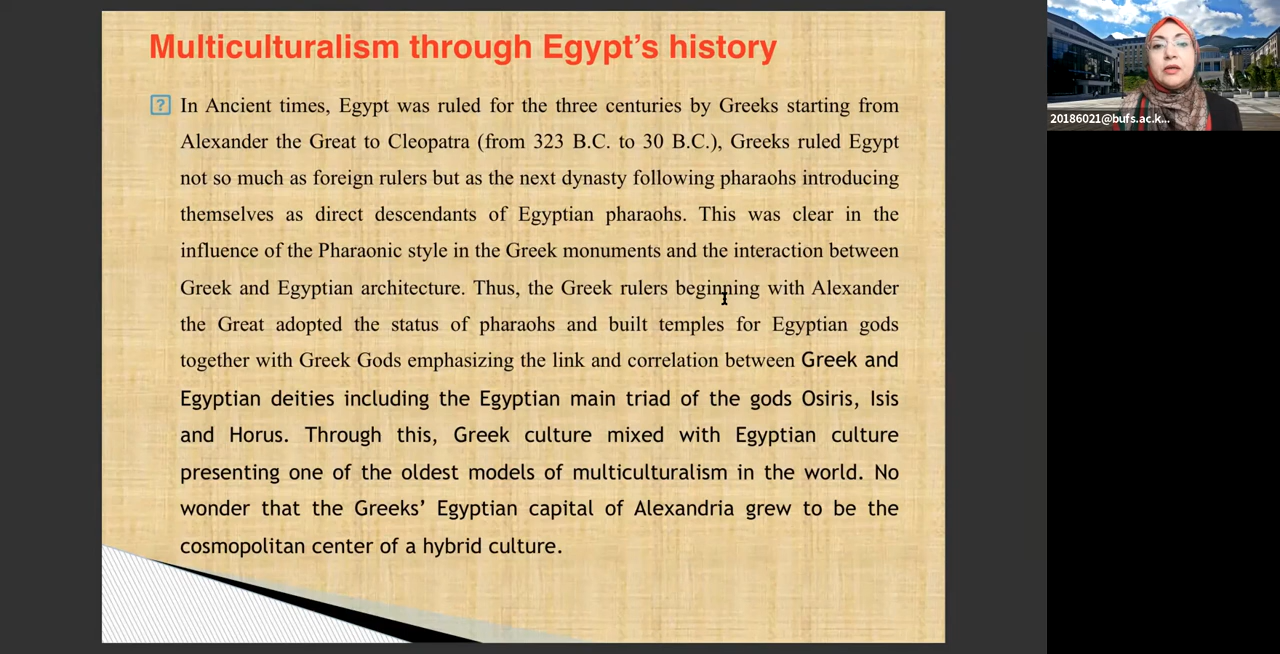 Multiculturalism through Egypt’s history
In Ancient times, Egypt was ruled for the three centuries by Greeks starting from
Alexander the Great to Cleopatra (from 323 B.C. to 30 B.C.), Greeks ruled Egypt
not so much as foreign rulers but as the next dynasty following pharaohs introducing
themselves as direct descendants of Egyptian pharaohs. This was clear in the
influence of the Pharaonic style in the Greek monuments and the interaction between
Greek and Egyptian architecture. Thus, the Greek rulers beginning with Alexander
the Great adopted the status of pharaohs and built temples for Egyptian gods
together with Greek Gods emphasizing the link and correlation between Greek and
Egyptian deities including the Egyptian main triad of the gods Osiris, Isis
and Horus. Through this, Greek culture mixed with Egyptian culture
presenting one of the oldest models of multiculturalism in the world. No
wonder that the Greeks’ Egyptian capital of Alexandria grew to be the
cosmopolitan center of a hybrid culture.
20186021@bufs.ac.k...